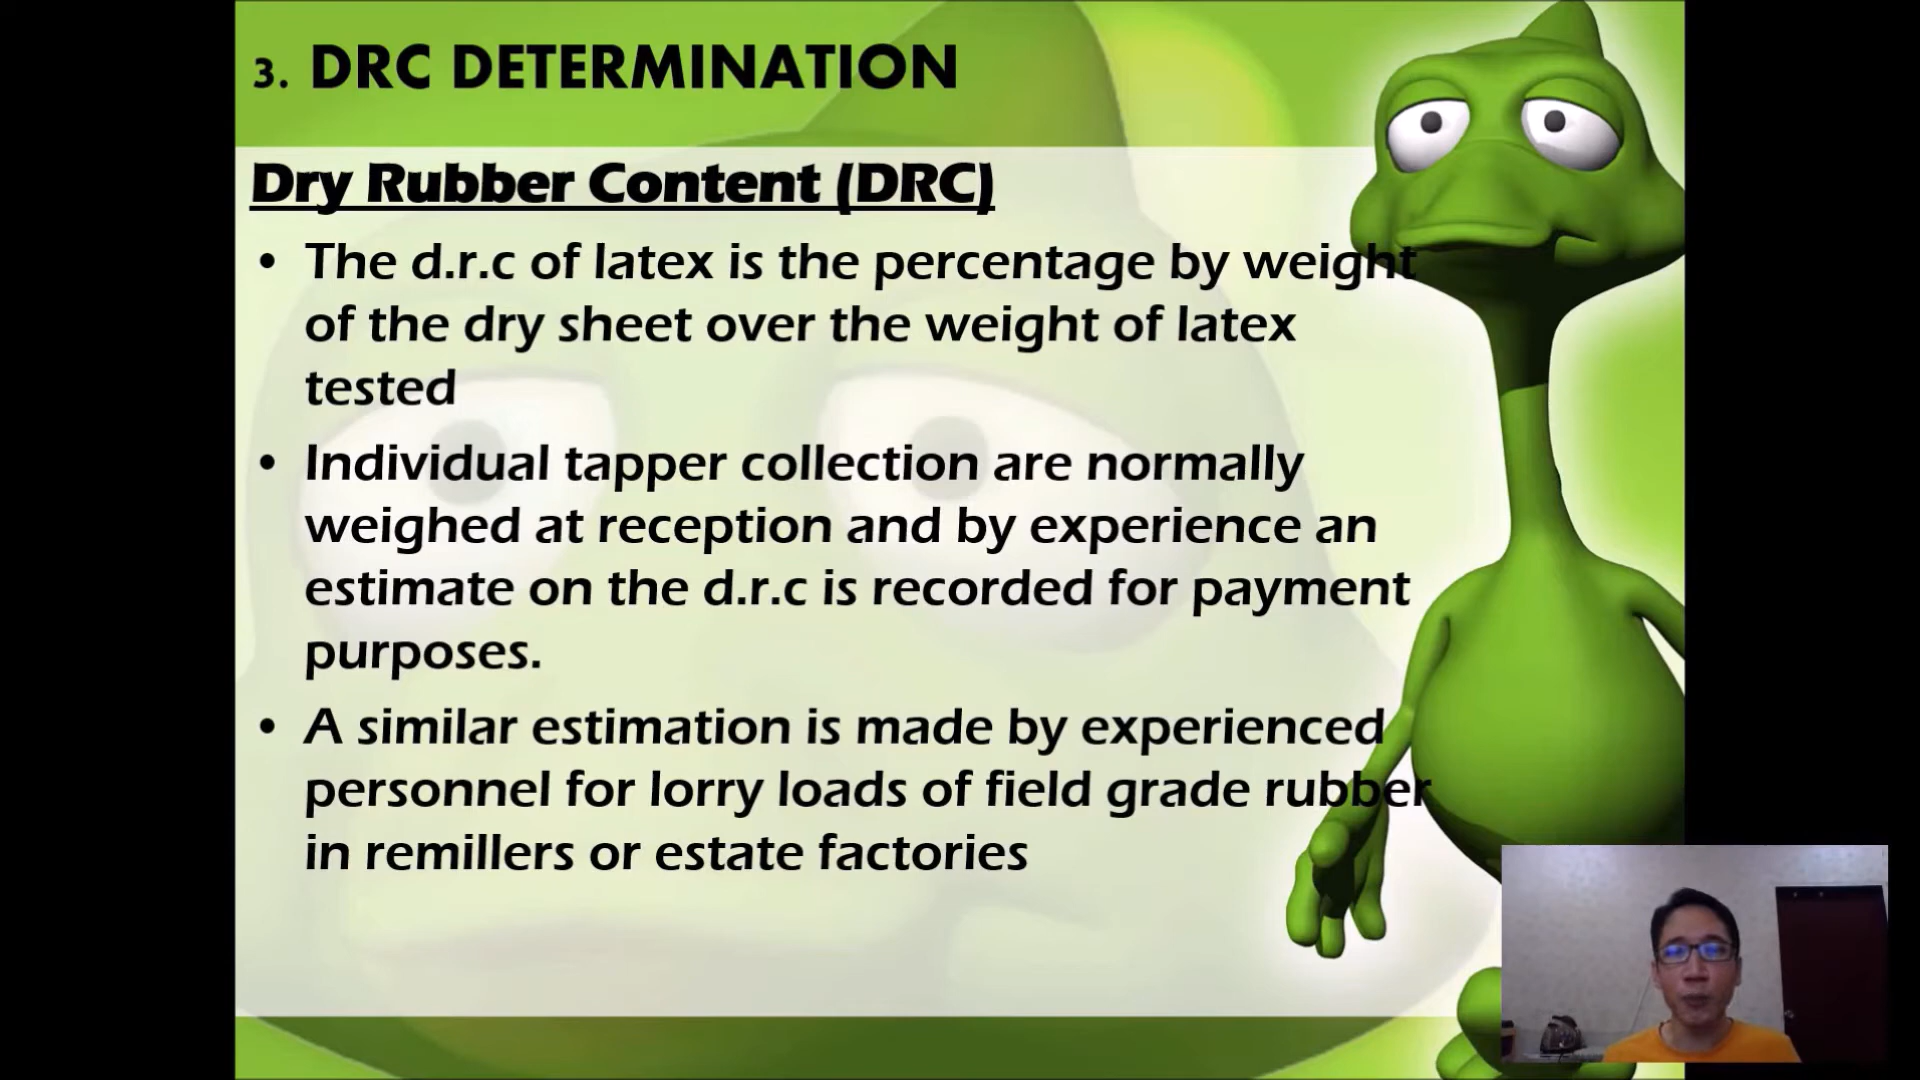 3. DRC DETERMINATION
Dry Rubber Content (DRC)
• The d.r.c of latex is the percentage by weight
of the dry sheet over the weight of latex
tested
• Individual tapper collection are normally
weighed at reception and by experience an
estimate on the d.r.c is recorded for payment
purposes.
• A similar estimation is made by experienced
personnel for lorry loads of field grade rubber
in remillers or estate factories